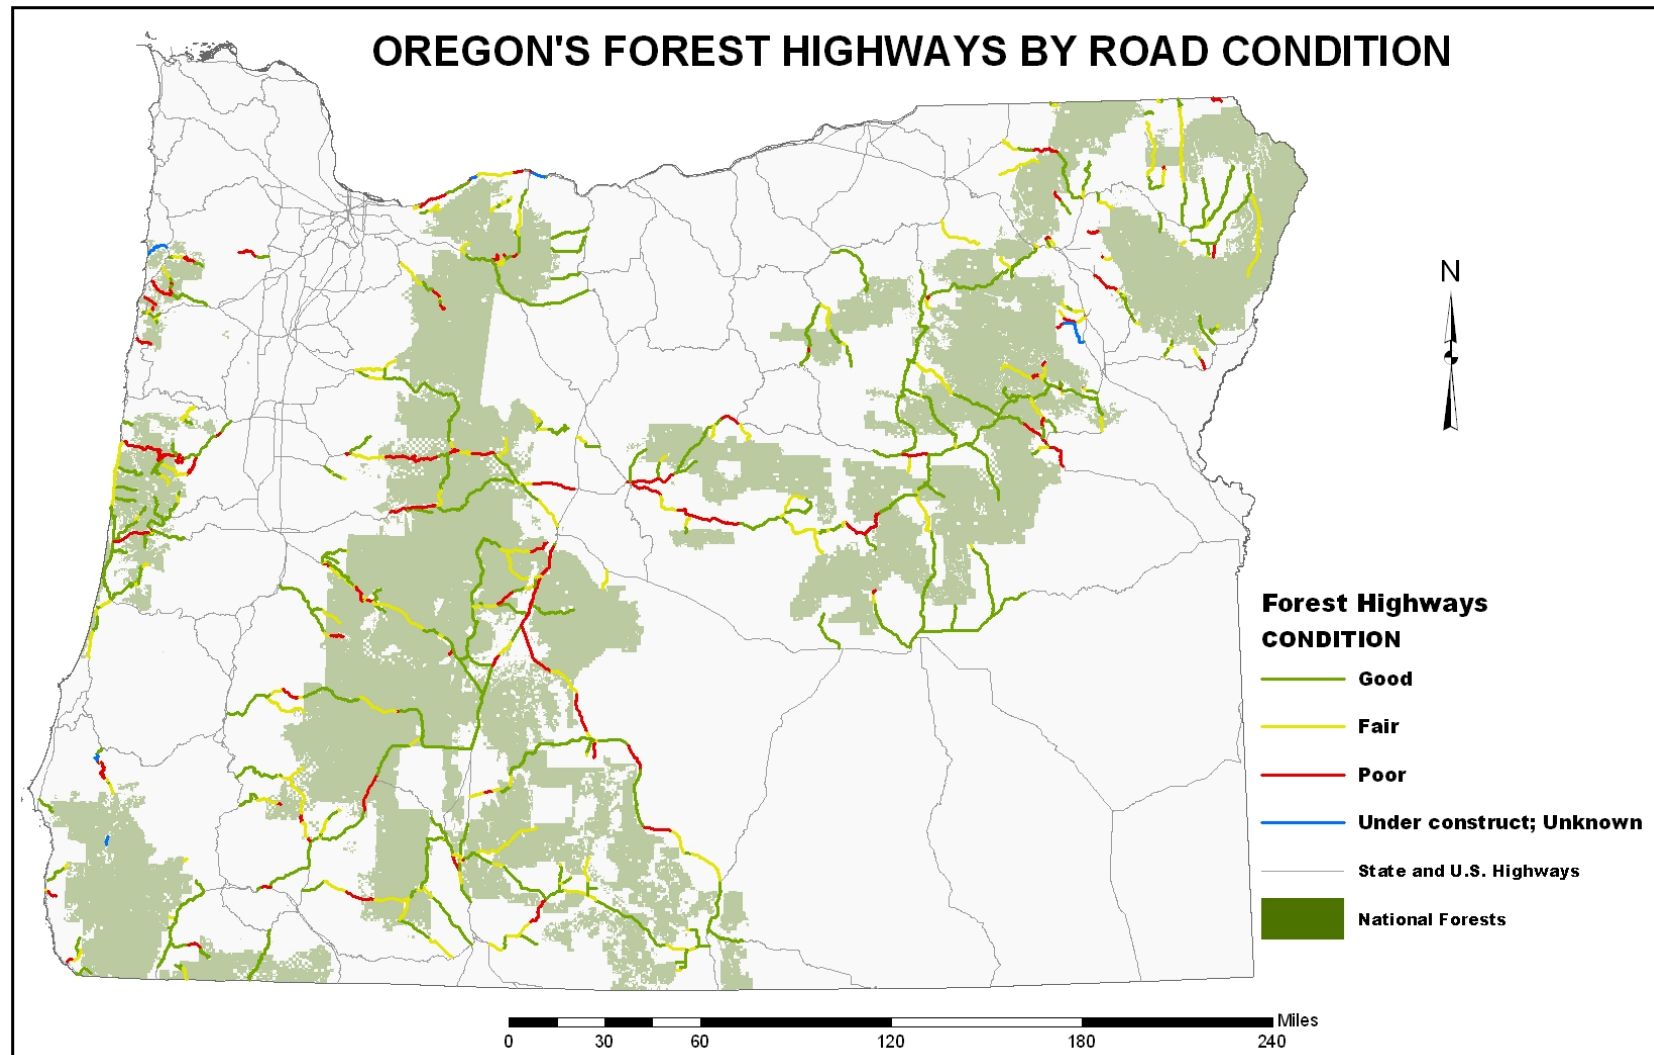 OREGON'S FOREST HIGHWAYS BY ROAD CONDITION
N
Forest Highways
CONDITION
Good
Fair
Poor
Under construct; Unknown
State and U.S. Highways
National Forests
Miles
0 30 60 120 180 240